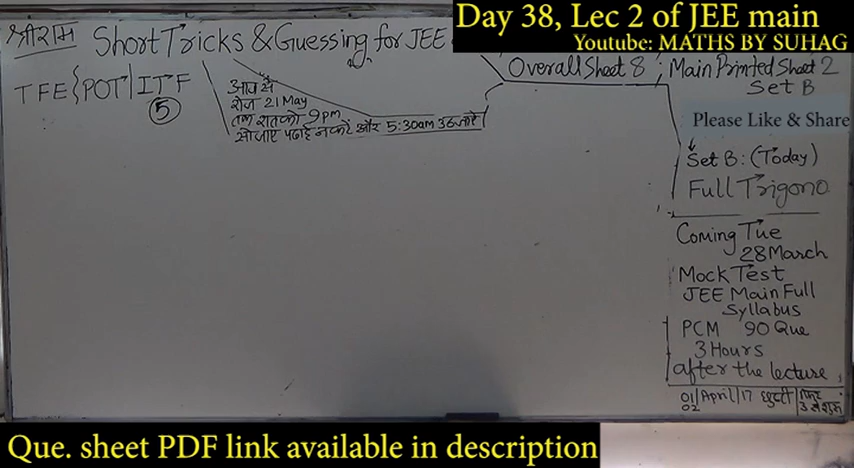 Day 38, Lec 2 of JEE main
Youtube: MATHS BY SUHAG
श्रीराम Short Tricks & Guessing for JEE
TFE{POT|ITF
5
आप से
रोज 21 May
तक रातको 9pm
सोजाए पढाई न करें और 5:30am उठजाऐ
Overall Sheet 8 ; Main Printed Sheet 2
Set B
Please Like & Share
Set B: (Today)
Full Trigono
Coming Tue
28 March
Mock Test
JEE Main Full
Syllabus
PCM 90 Que
3 Hours
after the lecture
01/02 April/17 छुट्टी
Que. sheet PDF link available in description